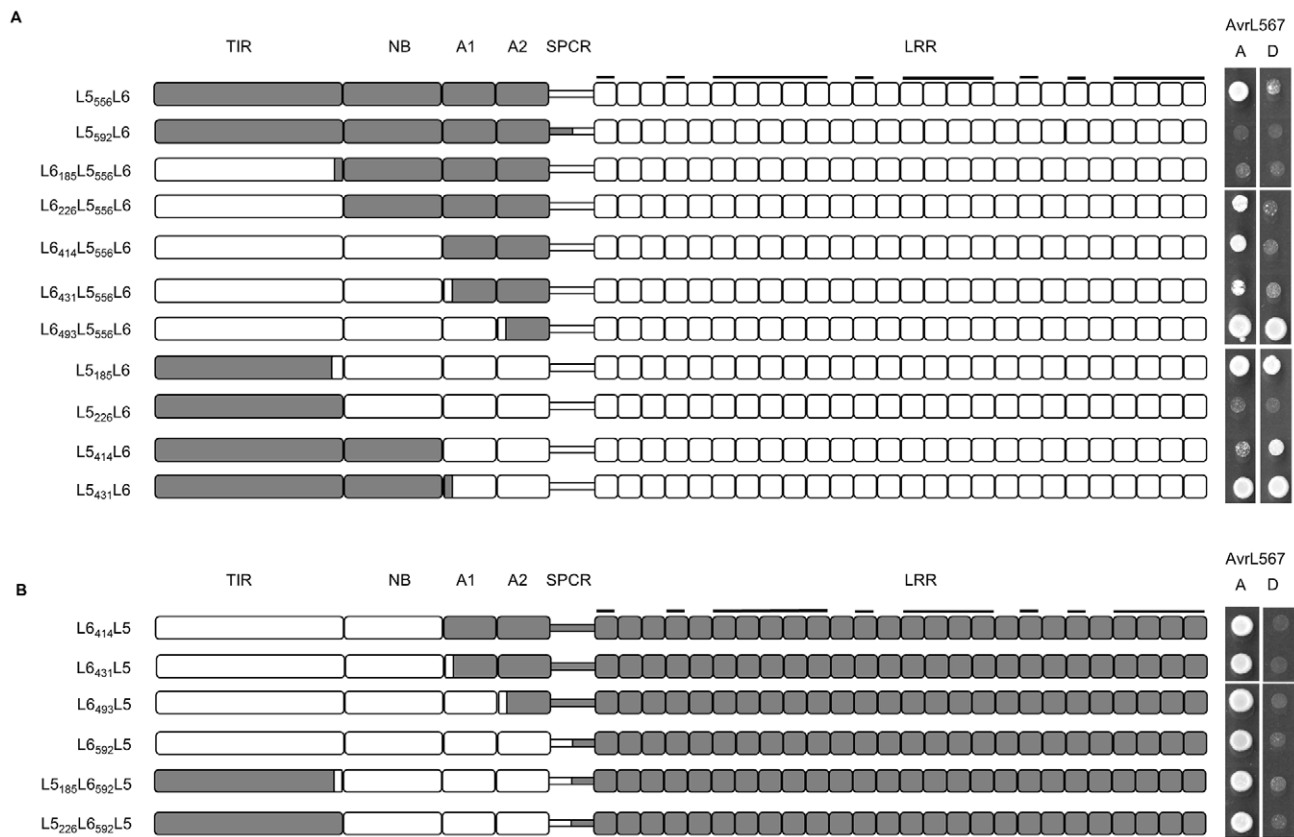 A
AvrL567
TIR NB A1 A2 SPCR LRR A D
L5556L6
L5592L6
L6185L5556L6
L6226L5556L6
L6414L5556L6
L6431L5556L6
L6493L5556L6
L5185L6
L5226L6
L5414L6
L5431L6
AvrL567
B TIR NB A1 A2 SPCR LRR A D
L6414L5
L6431L5
L6493L5
L6592L5
L5185L6592L5
L5226L6592L5